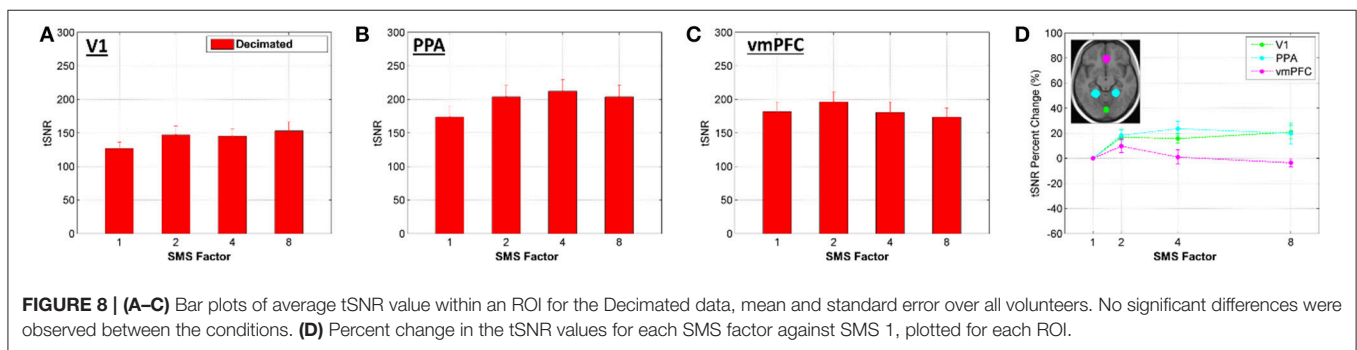 A
V1
Decimated
300
250
200
150
100
50
0
tSNR
1 2 4 8
SMS Factor
B
PPA
300
250
200
150
100
50
0
tSNR
1 2 4 8
SMS Factor
C
vmPFC
300
250
200
150
100
50
0
tSNR
1 2 4 8
SMS Factor
D
V1
PPA
vmPFC
100
80
60
40
20
0
-20
-40
-60
tSNR Percent Change (%)
1 2 4 8
SMS Factor
FIGURE 8 | (A–C) Bar plots of average tSNR value within an ROI for the Decimated data, mean and standard error over all volunteers. No significant differences were
observed between the conditions. (D) Percent change in the tSNR values for each SMS factor against SMS 1, plotted for each ROI.